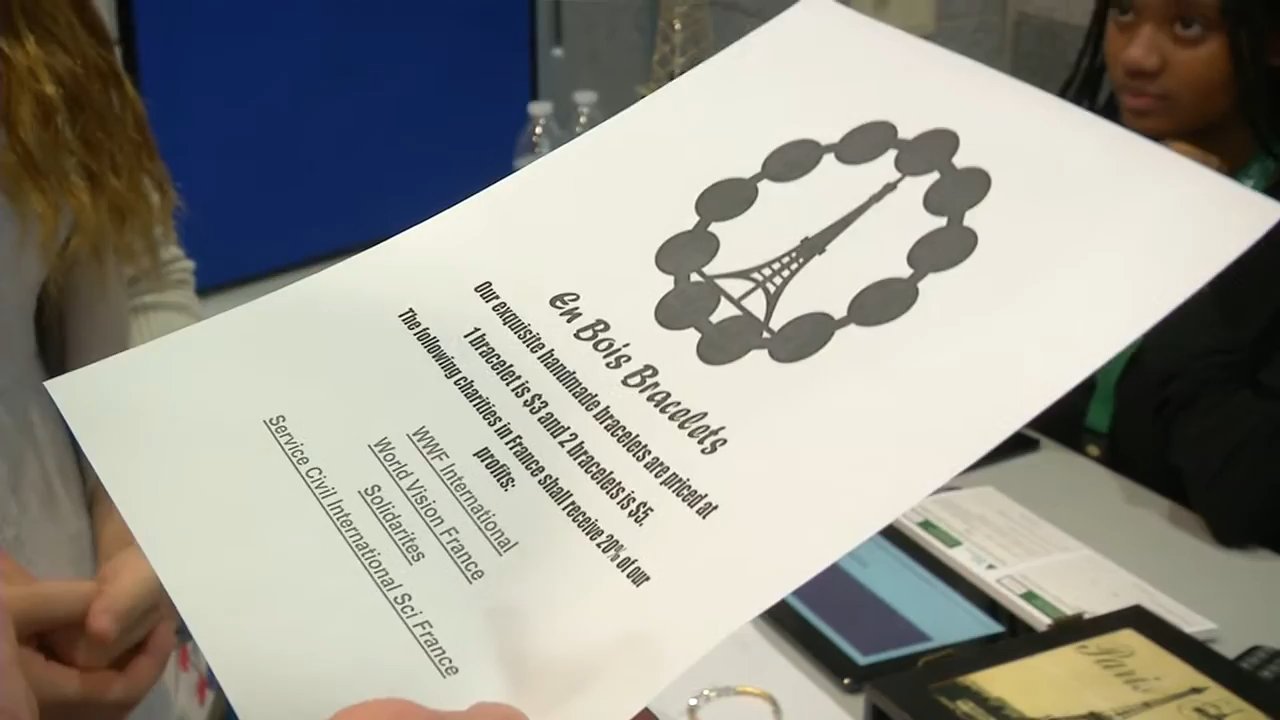 En Bois Bracelets
Our exquisite handmade bracelets are priced at
1 bracelet is $3 and 2 bracelets is $5.
The following charities in France shall receive 20% of our
profits:
WWF International
World Vision France
Solidarites
Service Civil International Sci France
Paris